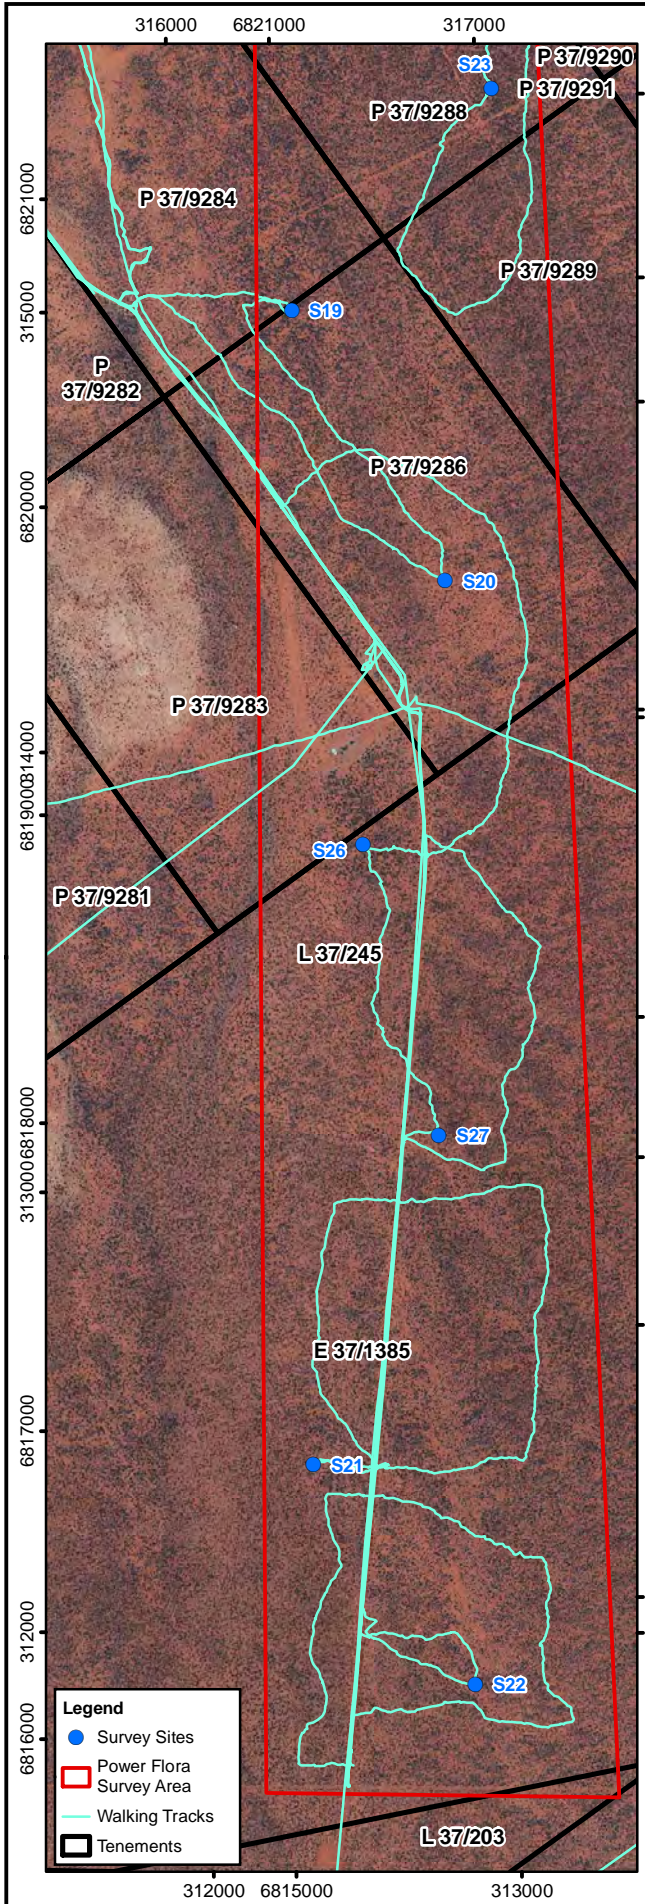 316000
6821000
317000
S23
P 37/9290
P 37/9291
P 37/9288
6821000
P 37/9284
P 37/9289
315000
S19
P
37/9282
P 37/9286
6820000
S20
P 37/9283
314000
6819000
S26
P 37/9281
L 37/245
6818000
S27
313000
E 37/1385
6817000
S21
312000
S22
6816000
Legend
Survey Sites
Power Flora
Survey Area
Walking Tracks
Tenements
L 37/203
312000
6815000
313000